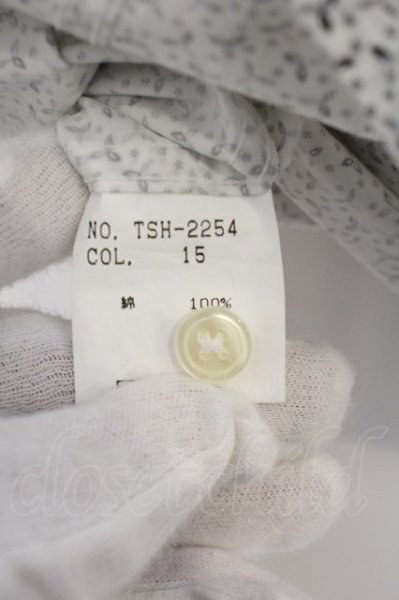 NO. TSH-2254
COL. 15
綿 100%
closet child